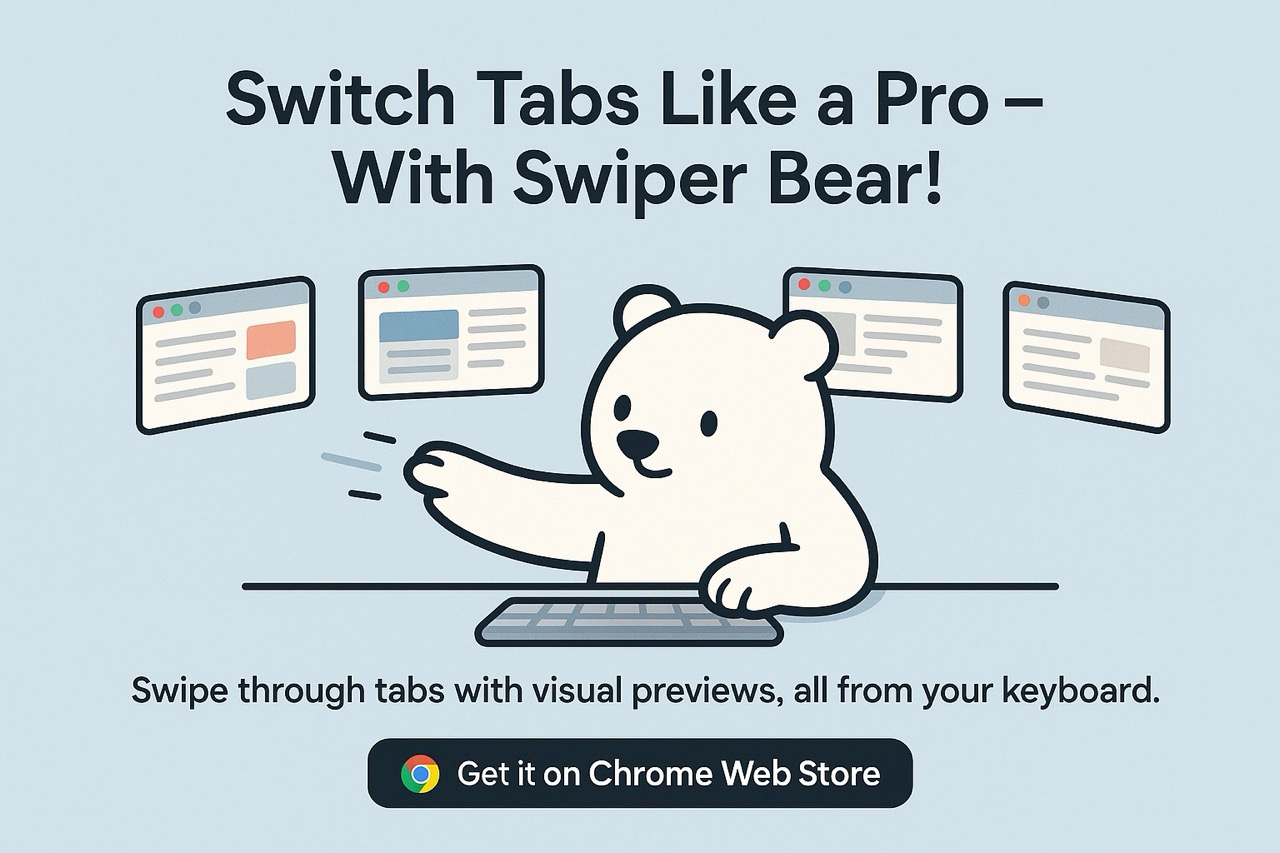 Switch Tabs Like a Pro –
With Swiper Bear!
Swipe through tabs with visual previews, all from your keyboard.
Get it on Chrome Web Store